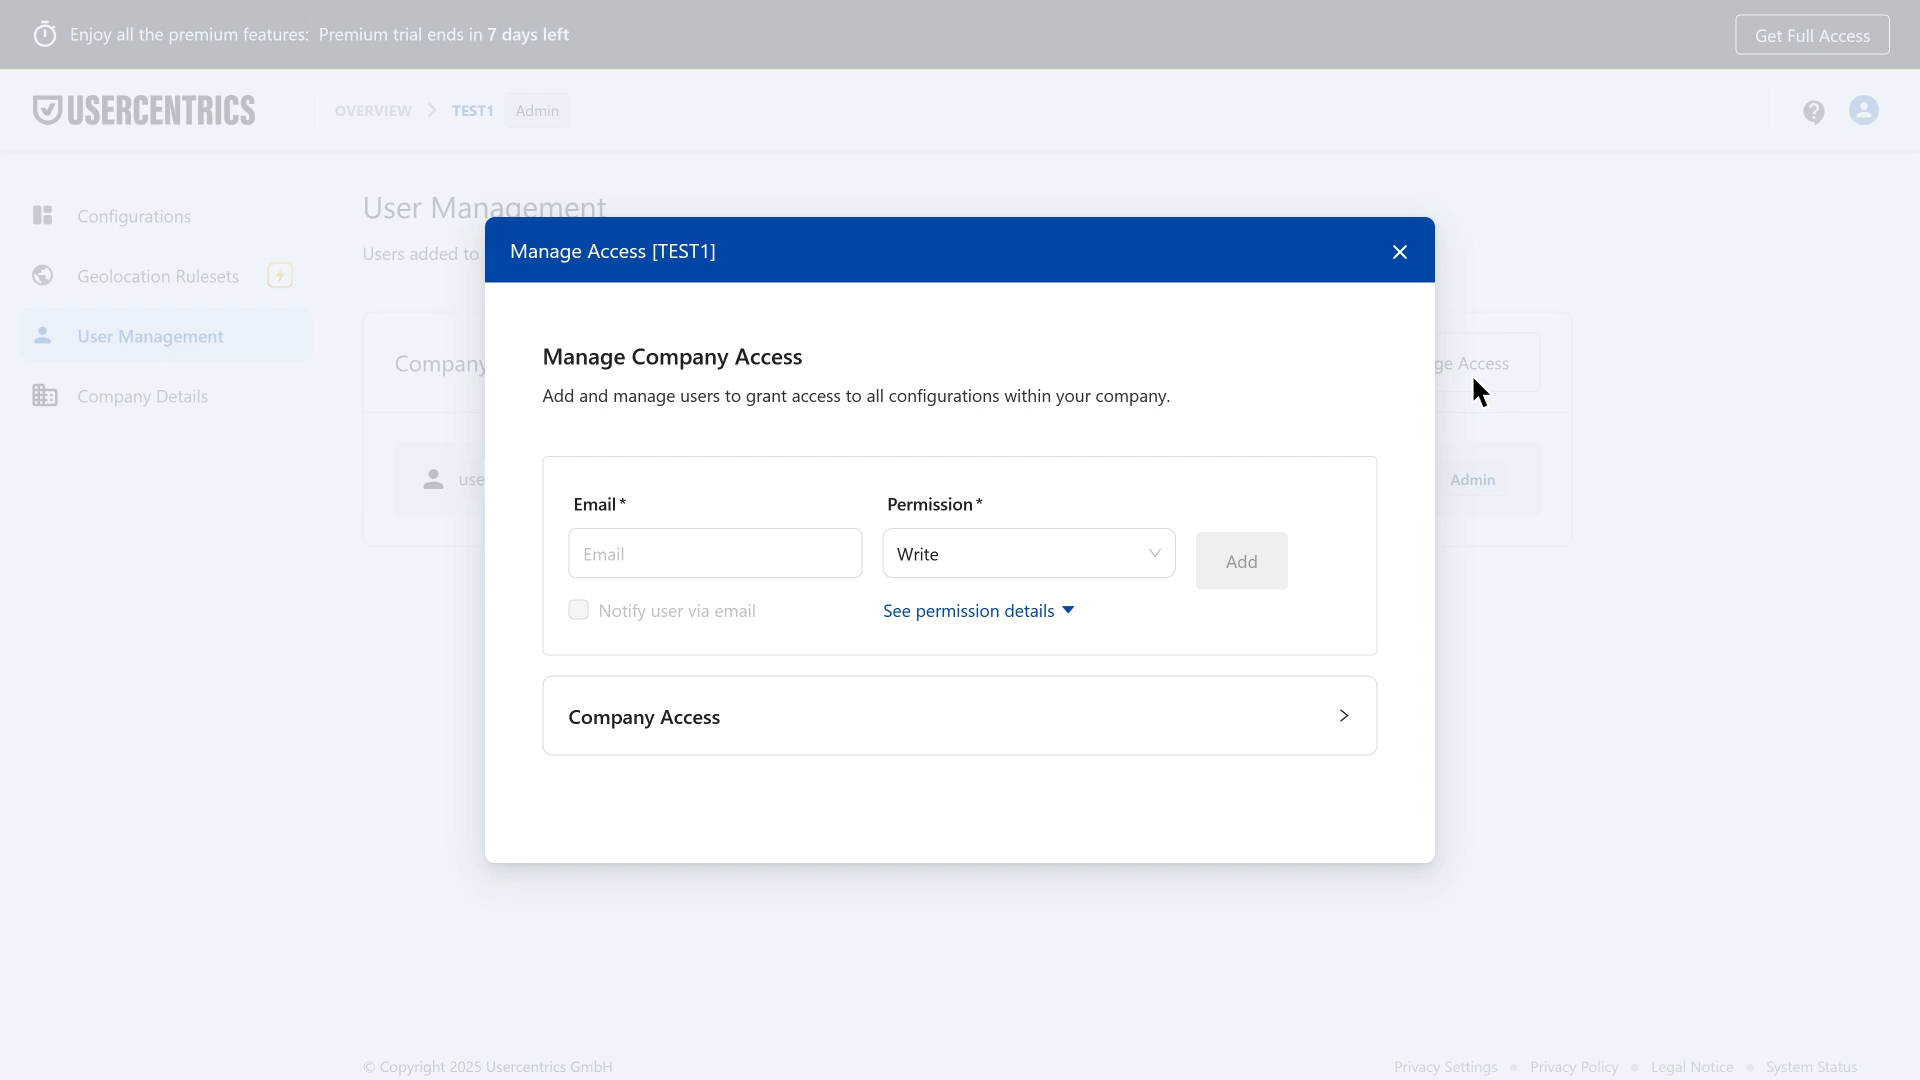 Enjoy all the premium features: Premium trial ends in 7 days left
Get Full Access
USERCENTRICS
OVERVIEW
TEST1
Admin
Configurations
Geolocation Rulesets
User Management
Company Details
User Management
Users added to
Company
ge Access
use
Admin
Manage Access [TEST1]
Manage Company Access
Add and manage users to grant access to all configurations within your company.
Email*
Permission*
Email
Write
Add
Notify user via email
See permission details
Company Access
© Copyright 2025 Usercentrics GmbH
Privacy Settings
Privacy Policy
Legal Notice
System Status